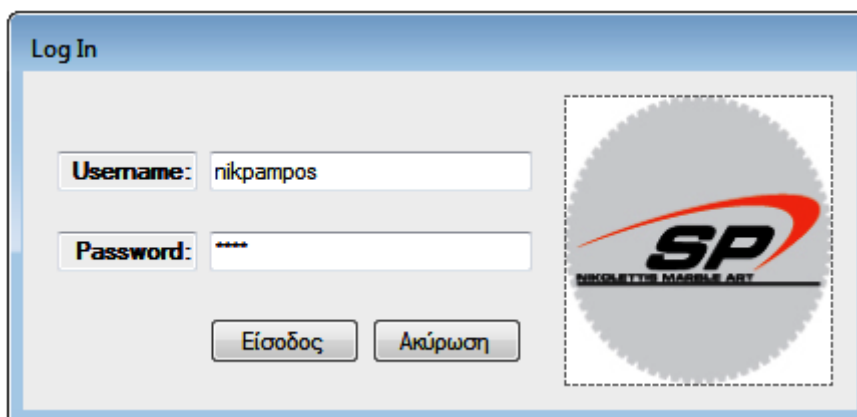 Log In
Username: nikpampos
Password: ****
Είσοδος Ακύρωση
SP
NIKOLETTIS MARBLE ART